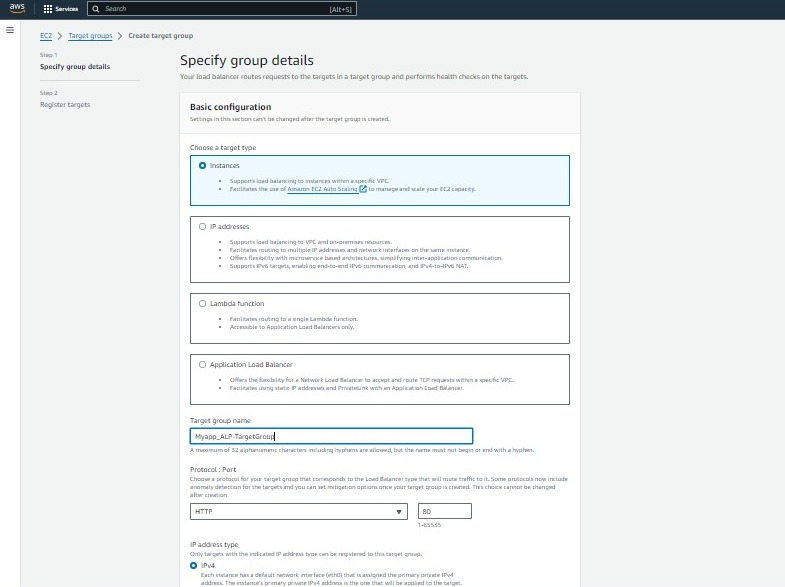 aws
Services
Search
[Alt+S]
EC2
Target groups
Create target group
Step 1
Specify group details
Step 2
Register targets
Specify group details
Your load balancer routes requests to the targets in a target group and performs health checks on the targets.
Basic configuration
Settings in this section can't be changed after the target group is created.
Choose a target type
Instances
• Supports load balancing to instances within a specific VPC.
• Facilitates the use of Amazon EC2 Auto Scaling to manage and scale your EC2 capacity.
IP addresses
• Supports load balancing to VPC and on-premises resources.
• Facilitates routing to multiple IP addresses and network interfaces on the same instance.
• Offers flexibility with microservice based architectures, simplifying inter-application communication.
• Supports IPv6 targets, enabling end-to-end IPv6 communication, and IPv4-to-IPv6 NAT.
Lambda function
• Facilitates routing to a single Lambda function.
• Accessible to Application Load Balancers only.
Application Load Balancer
• Offers the flexibility for a Network Load Balancer to accept and route TCP requests within a specific VPC.
• Facilitates using static IP addresses and PrivateLink with an Application Load Balancer.
Target group name
Myapp_ALP-TargetGroup
A maximum of 32 alphanumeric characters including hyphens are allowed, but the name must not begin or end with a hyphen.
Protocol : Port
Choose a protocol for your target group that corresponds to the Load Balancer type that will route traffic to it. Some protocols now include
anomaly detection for the targets and you can set mitigation options once your target group is created. This choice cannot be changed
after creation
HTTP
80
1-65535
IP address type
Only targets with the indicated IP address type can be registered to this target group.
IPv4
Each instance has a default network interface (eth0) that is assigned the primary private IPv4
address. The instance's primary private IPv4 address is the one that will be applied to the target.